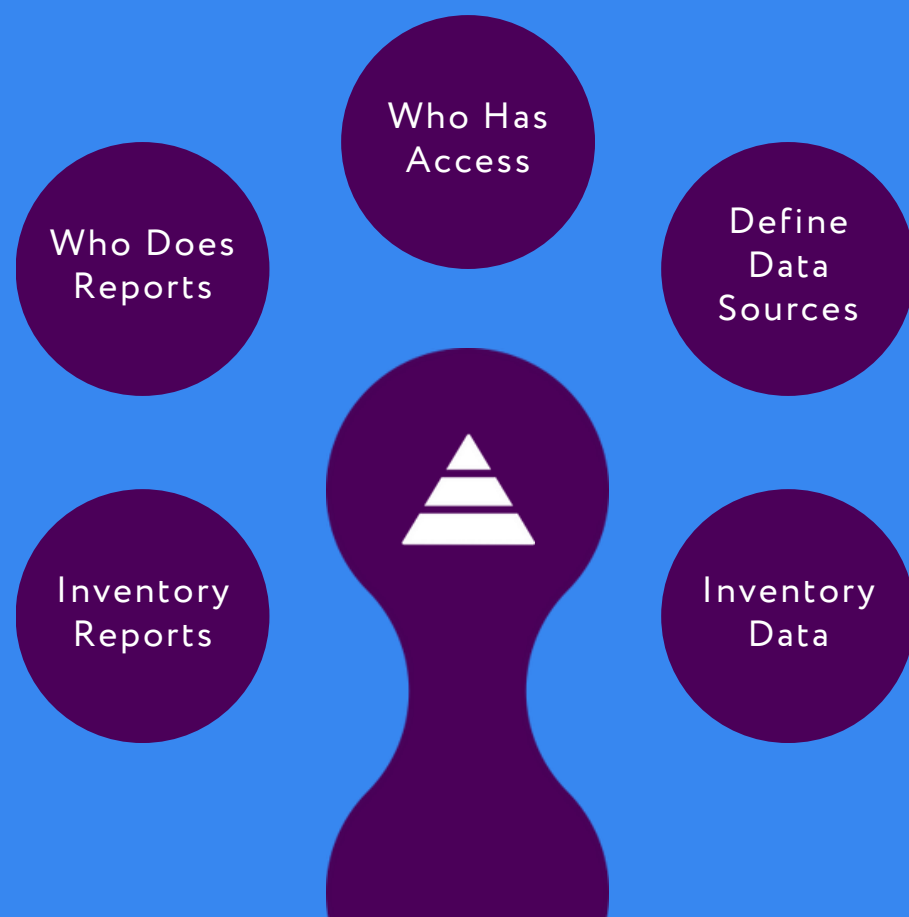 Who Has
Access
Who Does
Reports
Define
Data
Sources
Inventory
Reports
Inventory
Data